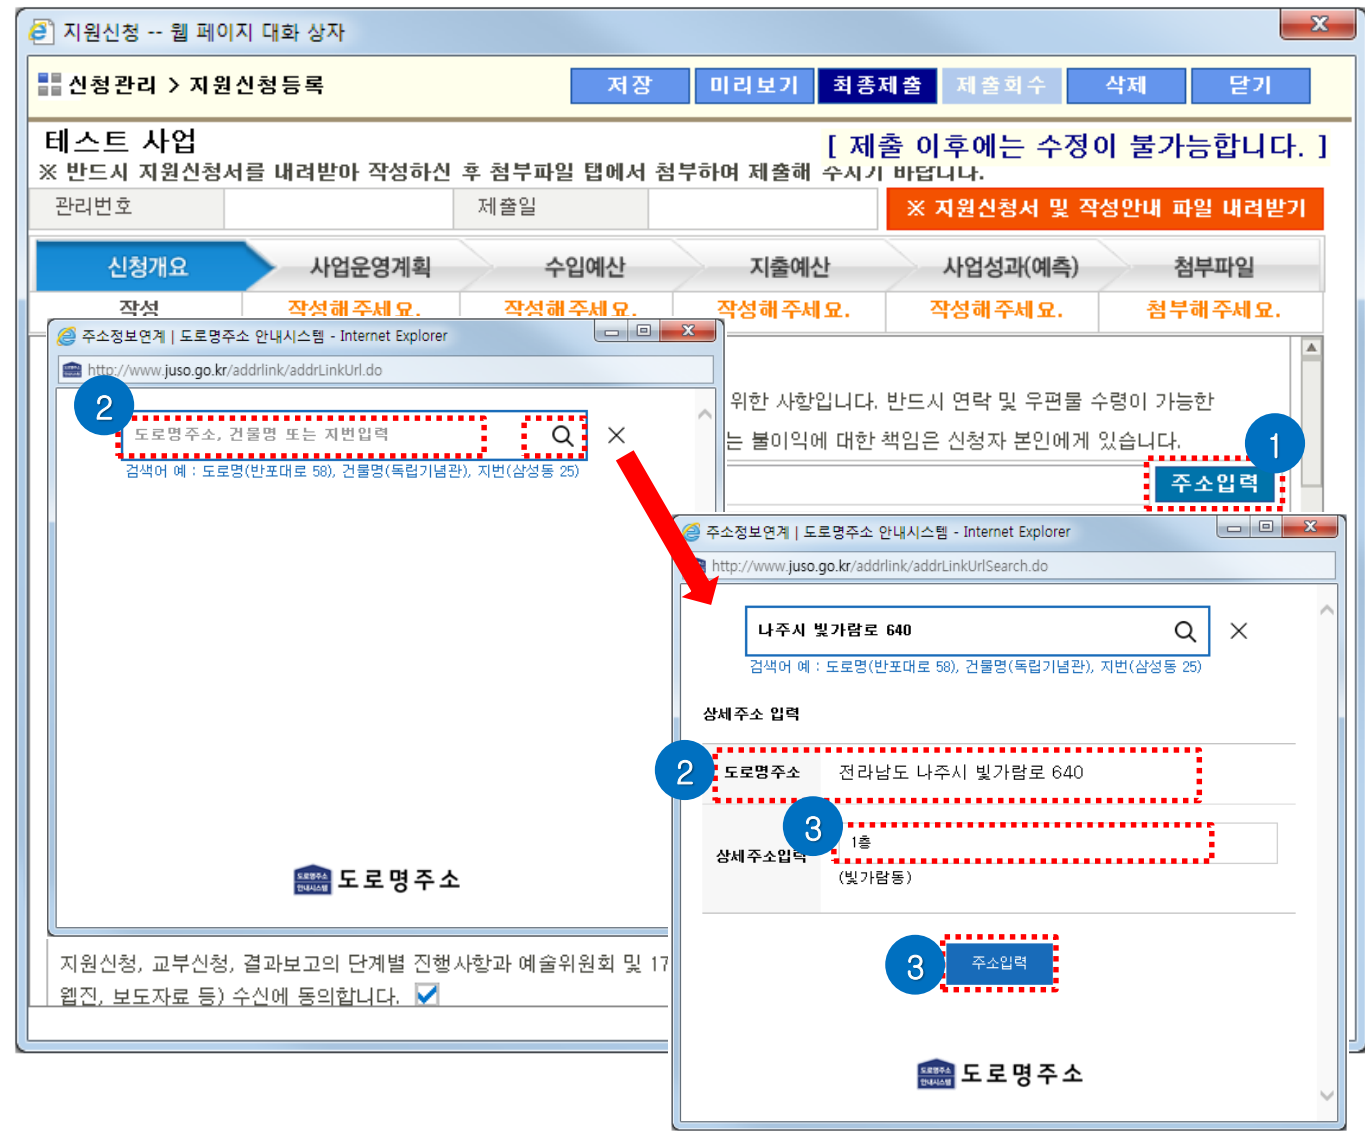 지원신청 -- 웹 페이지 대화 상자
신청관리 > 지원신청등록
저장
미리보기
최종제출
제출회수
삭제
닫기
테스트 사업
[ 제출 이후에는 수정이 불가능합니다. ]
※ 반드시 지원신청서를 내려받아 작성하신 후 첨부파일 탭에서 첨부하여 제출해 주시기 바랍니다.
관리번호
제출일
※ 지원신청서 및 작성안내 파일 내려받기
신청개요
사업운영계획
수입예산
지출예산
사업성과(예측)
첨부파일
작성
작성해주세요.
작성해주세요.
작성해주세요.
작성해주세요.
첨부해주세요.
주소정보연계 | 도로명주소 안내시스템 - Internet Explorer
http://www.juso.go.kr/addrlink/addrLinkUrl.do
2
도로명주소, 건물명 또는 지번입력
검색어 예 : 도로명(반포대로 58), 건물명(독립기념관), 지번(삼성동 25)
위한 사항입니다. 반드시 연락 및 우편물 수령이 가능한
는 불이익에 대한 책임은 신청자 본인에게 있습니다.
1
주소입력
주소정보연계 | 도로명주소 안내시스템 - Internet Explorer
http://www.juso.go.kr/addrlink/addrLinkUrlSearch.do
나주시 빛가람로 640
검색어 예 : 도로명(반포대로 58), 건물명(독립기념관), 지번(삼성동 25)
상세주소 입력
2
도로명주소
전라남도 나주시 빛가람로 640
3
상세주소입력
1층
(빛가람동)
3
주소입력
도로명주소 안내시스템
도로명주소
도로명주소 안내시스템
도로명주소
지원신청, 교부신청, 결과보고의 단계별 진행사항과 예술위원회 및 17
웹진, 보도자료 등) 수신에 동의합니다.